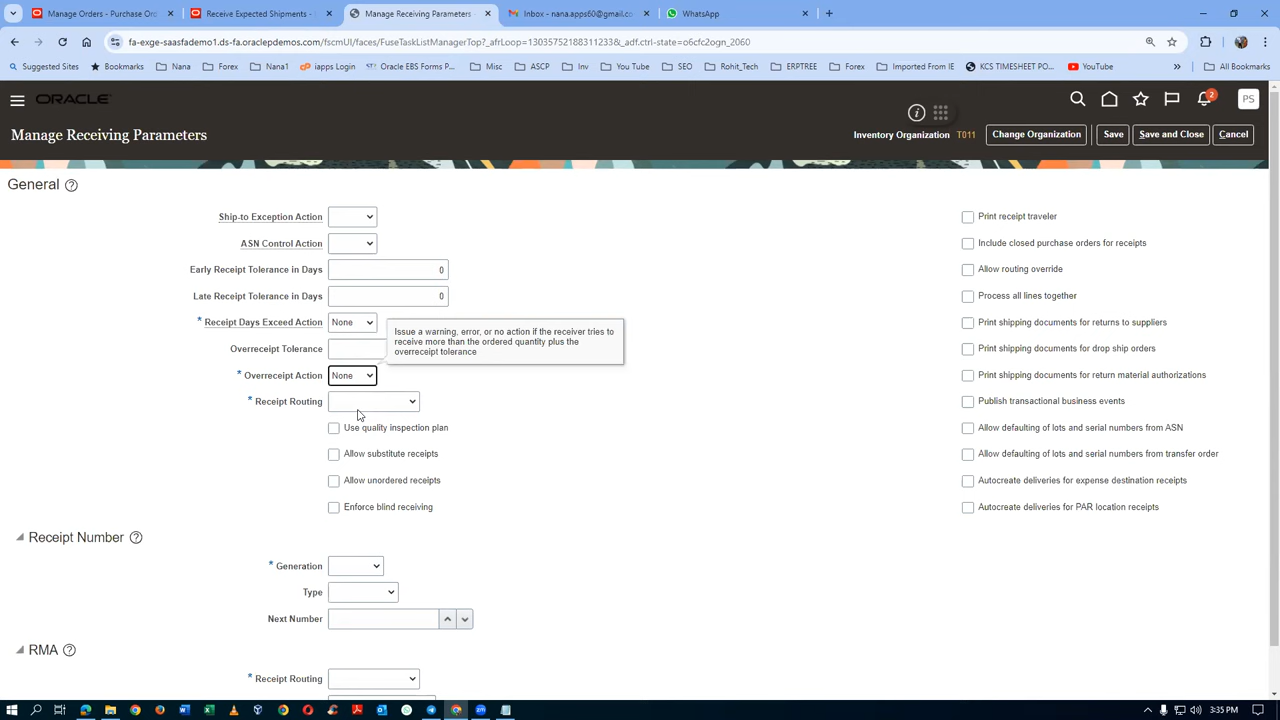 Manage Orders - Purchase Ord
Receive Expected Shipments -
Manage Receiving Parameters
Inbox - nana.apps60@gmail.co
WhatsApp
fa-exge-saasfademo1.ds-fa.oraclepdemos.com/fscmUI/faces/FuseTaskListManagerTop?_afrLoop=13035752188311233&_adf.ctrl-state=o6cfc2ogn_2060
Suggested Sites
Bookmarks
Nana
Forex
Nana1
iapps Login
Oracle EBS Forms P...
Misc
ASCP
Inv
You Tube
SEO
Rohit_Tech
ERPTREE
Forex
Imported From IE
KCS TIMESHEET PO...
YouTube
All Bookmarks
ORACLE
2
PS
Manage Receiving Parameters
Inventory Organization T011
Change Organization
Save
Save and Close
Cancel
General
Ship-to Exception Action
Print receipt traveler
ASN Control Action
Include closed purchase orders for receipts
Early Receipt Tolerance in Days 0
Allow routing override
Late Receipt Tolerance in Days 0
Process all lines together
* Receipt Days Exceed Action None
Print shipping documents for returns to suppliers
Issue a warning, error, or no action if the receiver tries to
receive more than the ordered quantity plus the
overreceipt tolerance
Overreceipt Tolerance
Print shipping documents for drop ship orders
* Overreceipt Action None
Print shipping documents for return material authorizations
* Receipt Routing
Publish transactional business events
Use quality inspection plan
Allow defaulting of lots and serial numbers from ASN
Allow substitute receipts
Allow defaulting of lots and serial numbers from transfer order
Allow unordered receipts
Autocreate deliveries for expense destination receipts
Enforce blind receiving
Autocreate deliveries for PAR location receipts
Receipt Number
* Generation
Type
Next Number
RMA
* Receipt Routing
3:35 PM